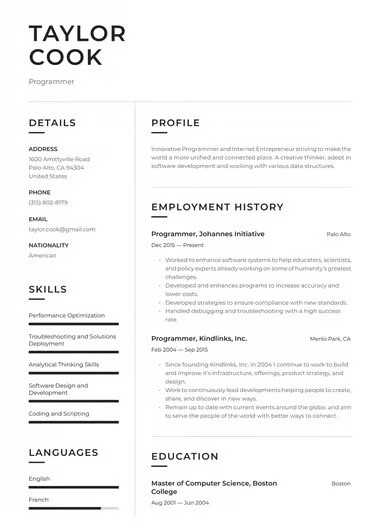 TAYLOR
COOK
Programmer
DETAILS
ADDRESS
1600 Amittyville Road
Palo Alto, CA 94304
United States
PHONE
(315) 802-8179
EMAIL
taylor.cook@gmail.com
NATIONALITY
American
SKILLS
Performance Optimization
Troubleshooting and Solutions
Deployment
Analytical Thinking Skills
Software Design and
Development
Coding and Scripting
LANGUAGES
English
French
PROFILE
Innovative Programmer and Internet Entrepreneur striving to make the
world a more unified and connected place. A creative thinker, adept in
software development and working with various data structures.
EMPLOYMENT HISTORY
Programmer, Johannes Initiative Palo Alto
Dec 2015 — Present
- Worked to enhance software systems to help educators, scientists,
and policy experts already working on some of humanity's greatest
challenges.
- Developed and enhances programs to increase accuracy and
lower costs.
- Developed strategies to ensure compliance with new standards.
- Handled debugging and troubleshooting with a high success
rate.
Programmer, Kindlinks, Inc. Menlo Park, CA
Feb 2004 — Sep 2015
- Since founding Kindlinks, Inc. in 2004 I continue to work to build
and improve it's infrastructure, offerings, product strategy, and
design.
- Work to continuously lead developments helping people to create,
share, and discover in new ways.
- Remain up to date with current events around the globe, and aim
to serve the people of the world with better ways to connect.
EDUCATION
Master of Computer Science, Boston Boston
College
Aug 2001 — Jun 2004